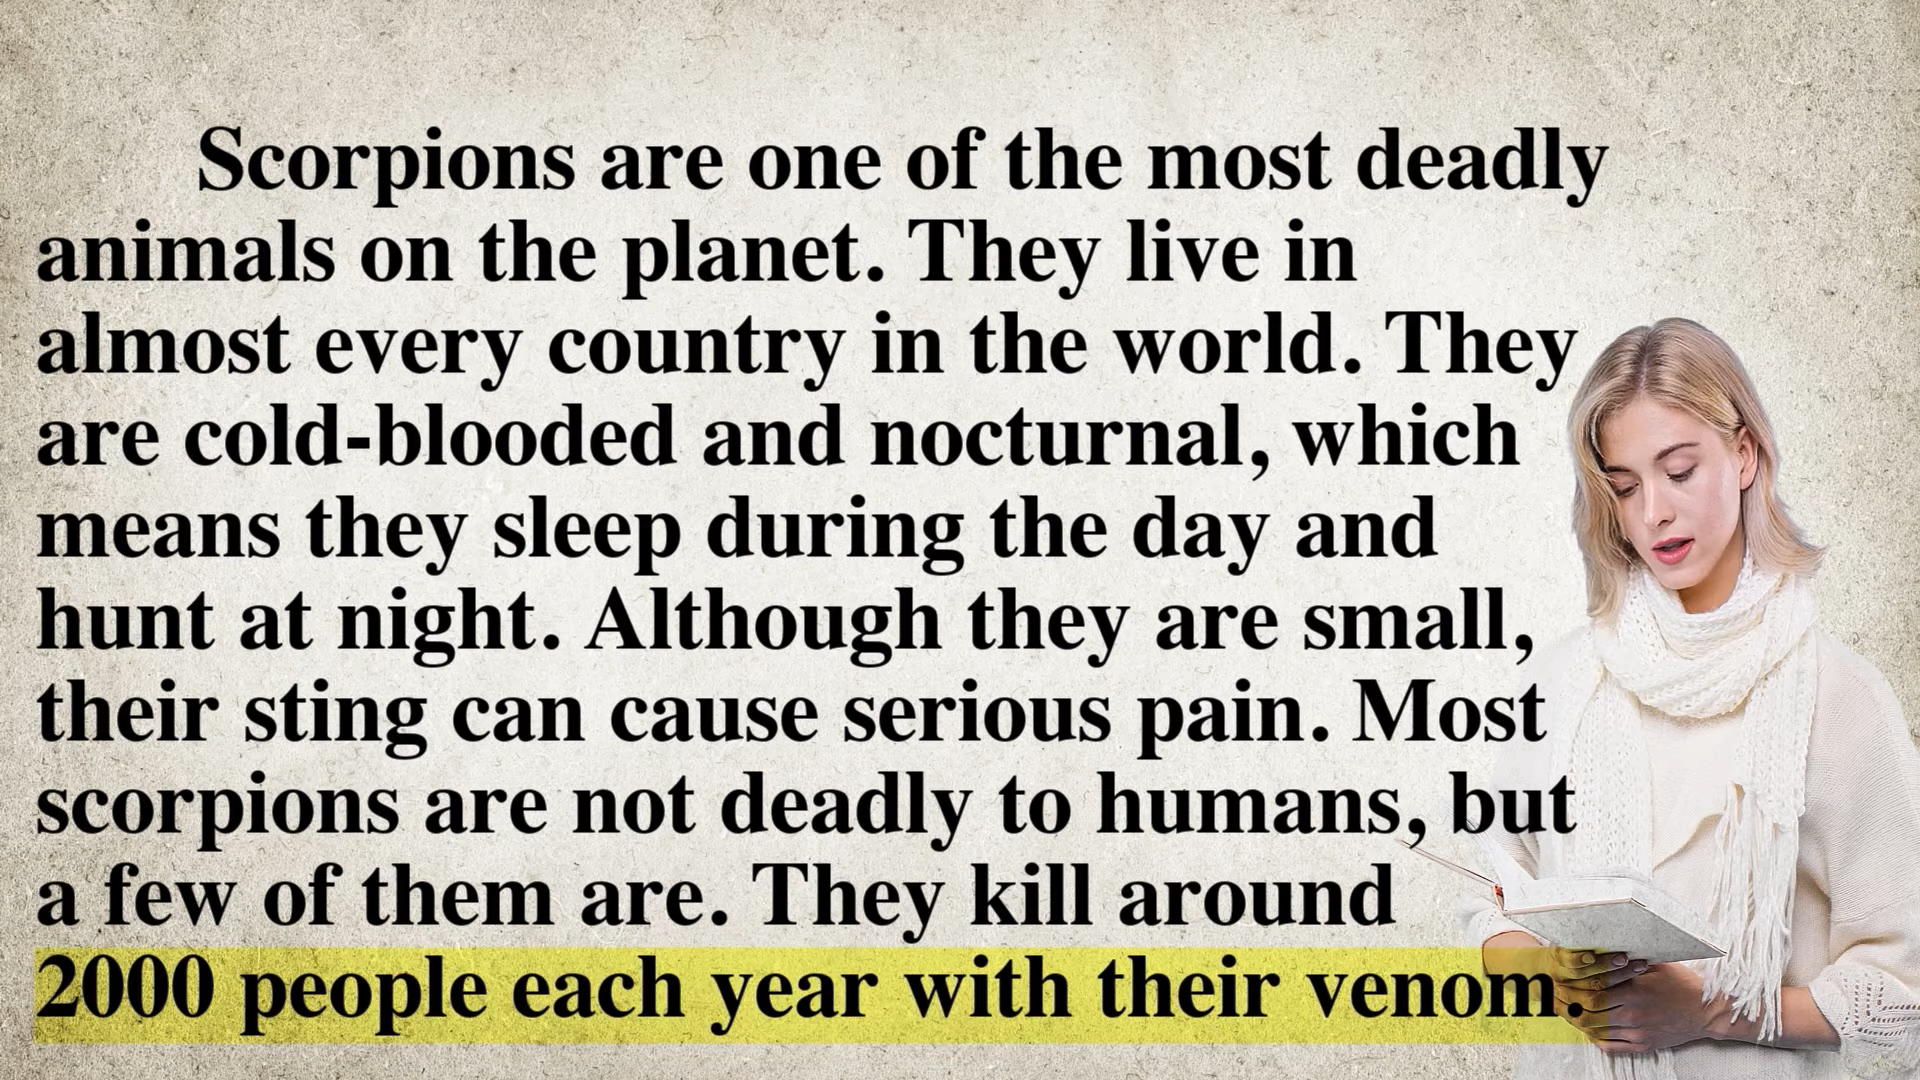 Scorpions are one of the most deadly
animals on the planet. They live in
almost every country in the world. They
are cold-blooded and nocturnal, which
means they sleep during the day and
hunt at night. Although they are small,
their sting can cause serious pain. Most
scorpions are not deadly to humans, but
a few of them are. They kill around
2000 people each year with their venom.